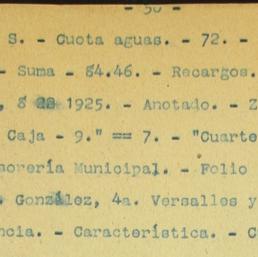 - 50 -
S. - Cuota aguas. - 72. -
- Suma - $4.46. - Recargos.
, 8 28 1925. - Anotado. - Z
Caja - 9." == 7. - "Cuarte
sorería Municipal. - Folio
. González, 4a. Versalles y
ncia. - Característica. - C